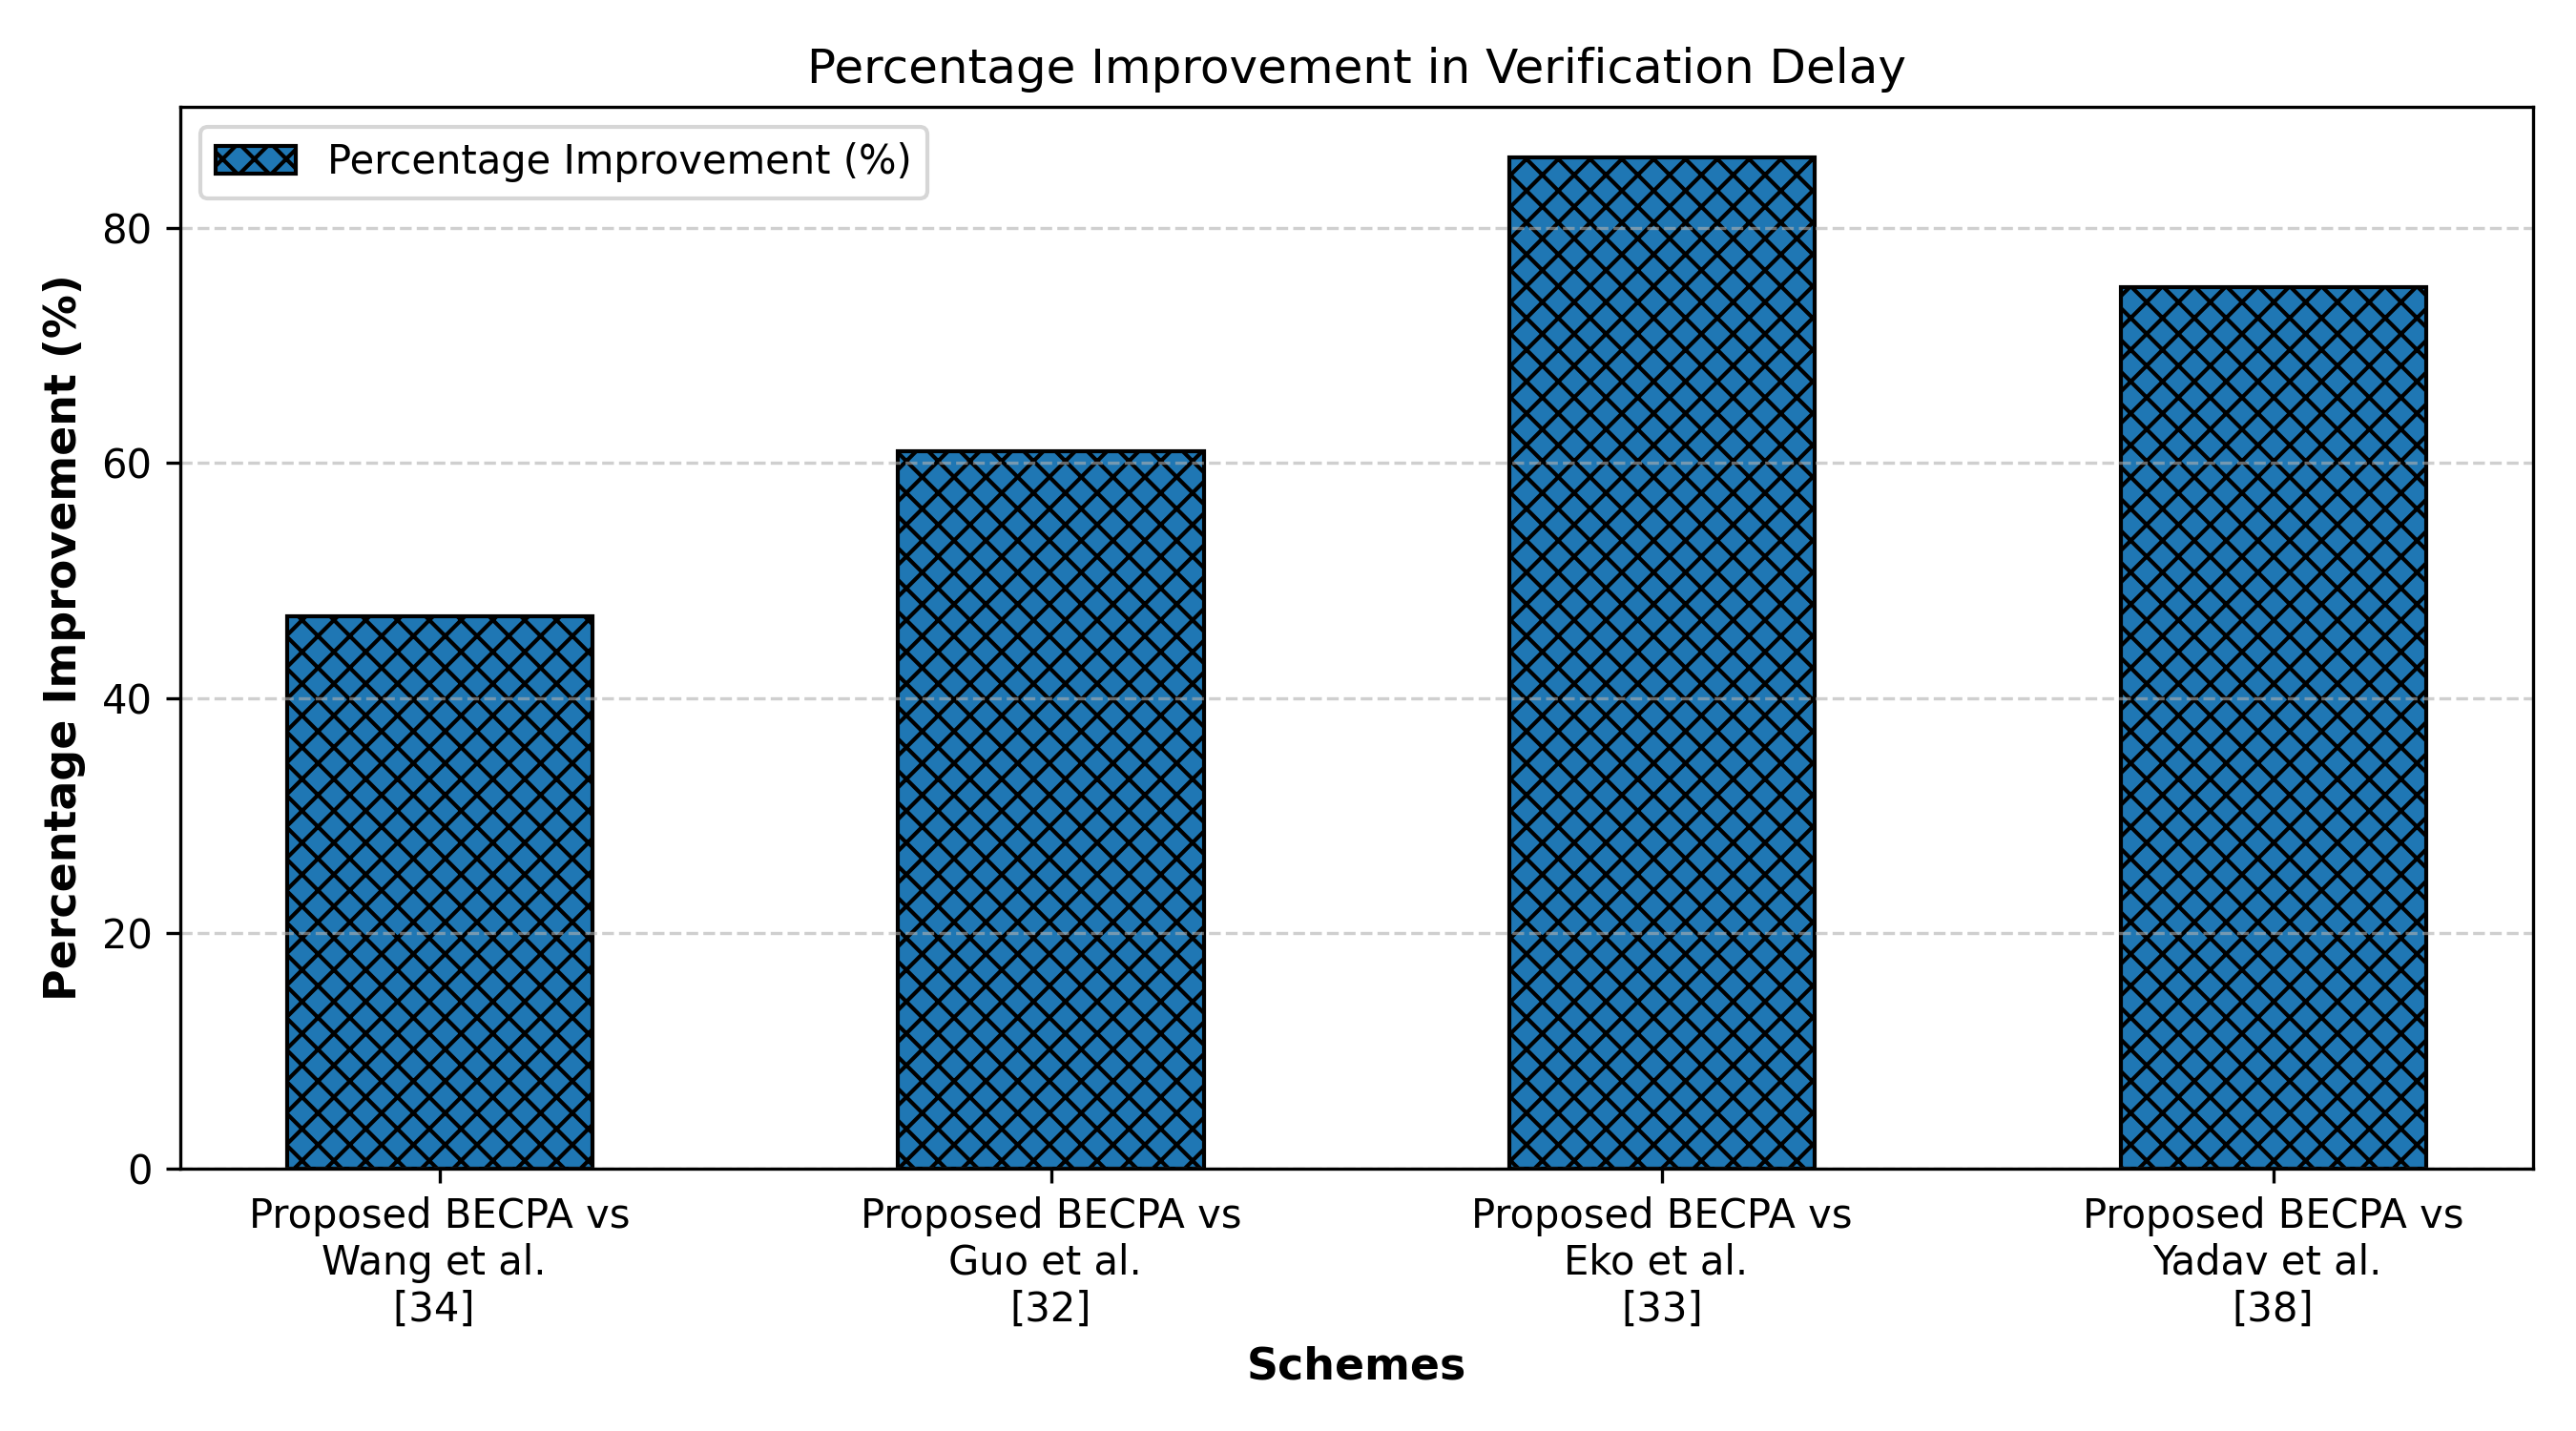 Percentage Improvement in Verification Delay
Percentage Improvement (%)
Percentage Improvement (%)
80
60
40
20
0
Proposed BECPA vs
Wang et al.
[34]
Proposed BECPA vs
Guo et al.
[32]
Proposed BECPA vs
Eko et al.
[33]
Proposed BECPA vs
Yadav et al.
[38]
Schemes